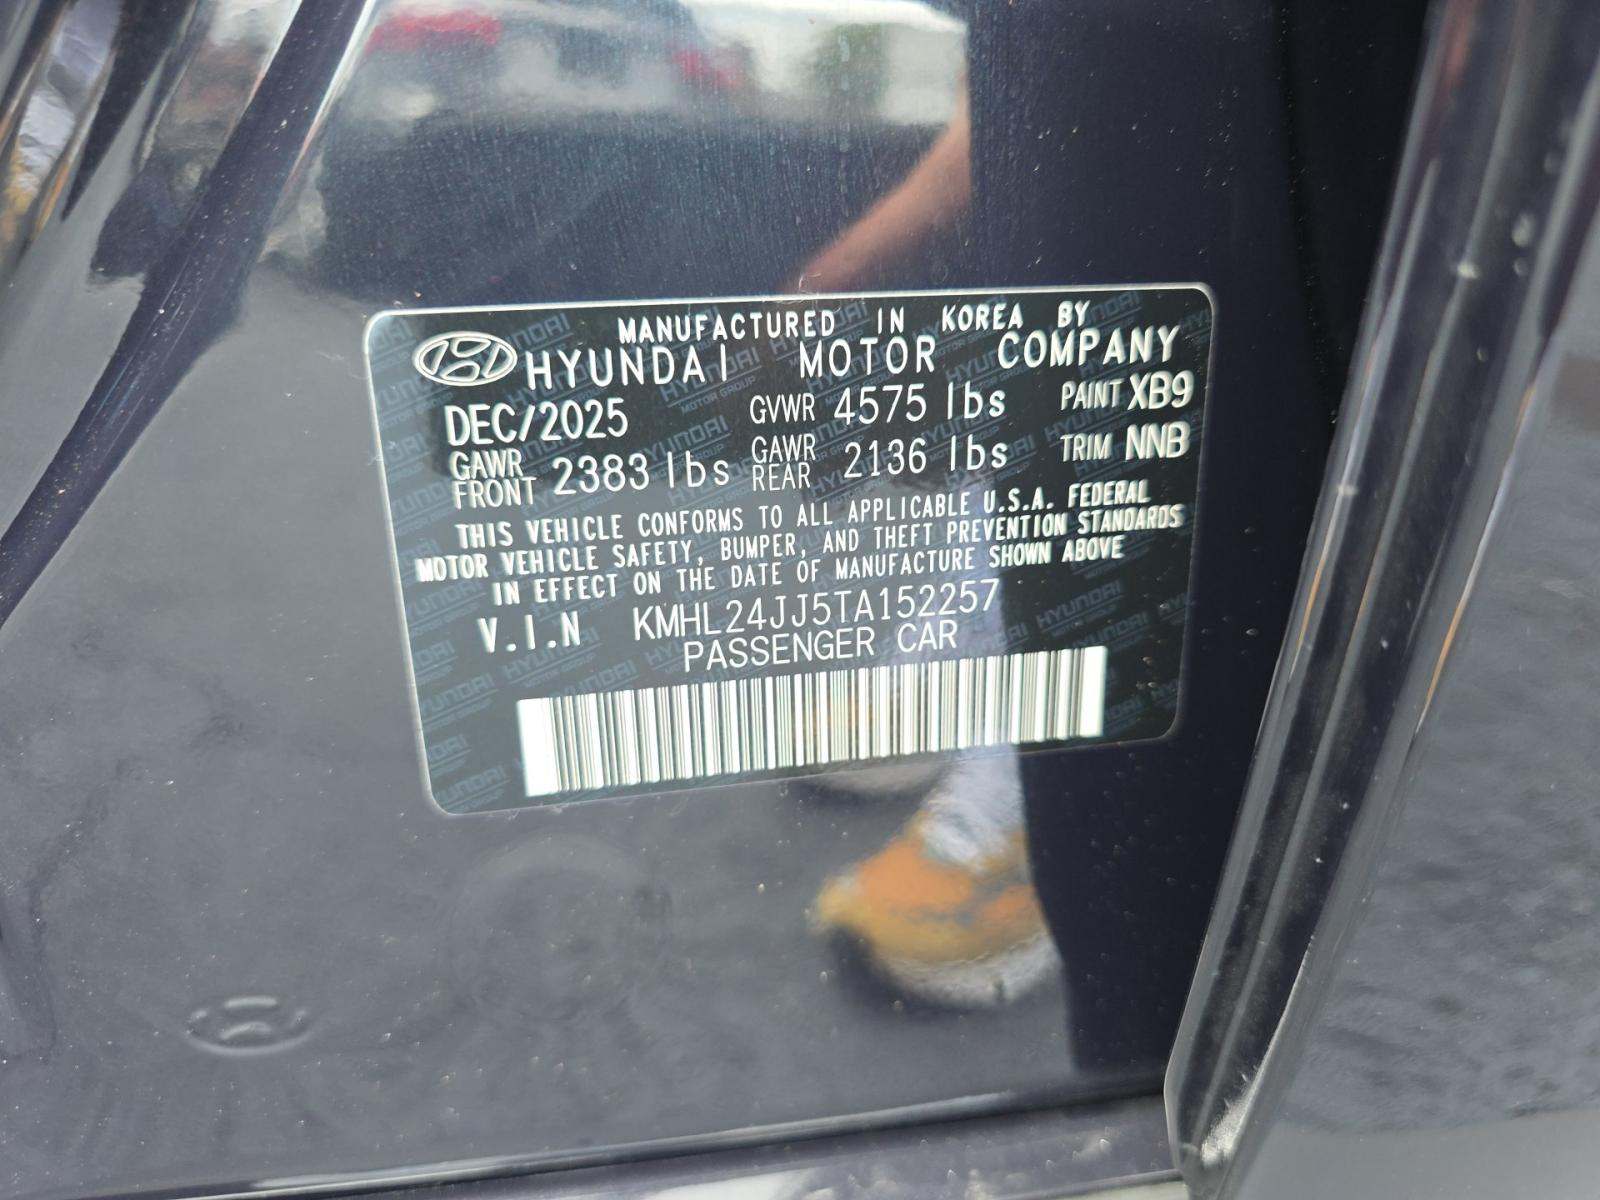 MANUFACTURED IN KOREA BY
HYUNDAI MOTOR COMPANY
DEC/2025 GVWR 4575 lbs PAINT XB9
GAWR FRONT 2383 lbs GAWR REAR 2136 lbs TRIM NNB
THIS VEHICLE CONFORMS TO ALL APPLICABLE U.S.A. FEDERAL
MOTOR VEHICLE SAFETY, BUMPER, AND THEFT PREVENTION STANDARDS
IN EFFECT ON THE DATE OF MANUFACTURE SHOWN ABOVE
V.I.N KMHL24JJ5TA152257
PASSENGER CAR